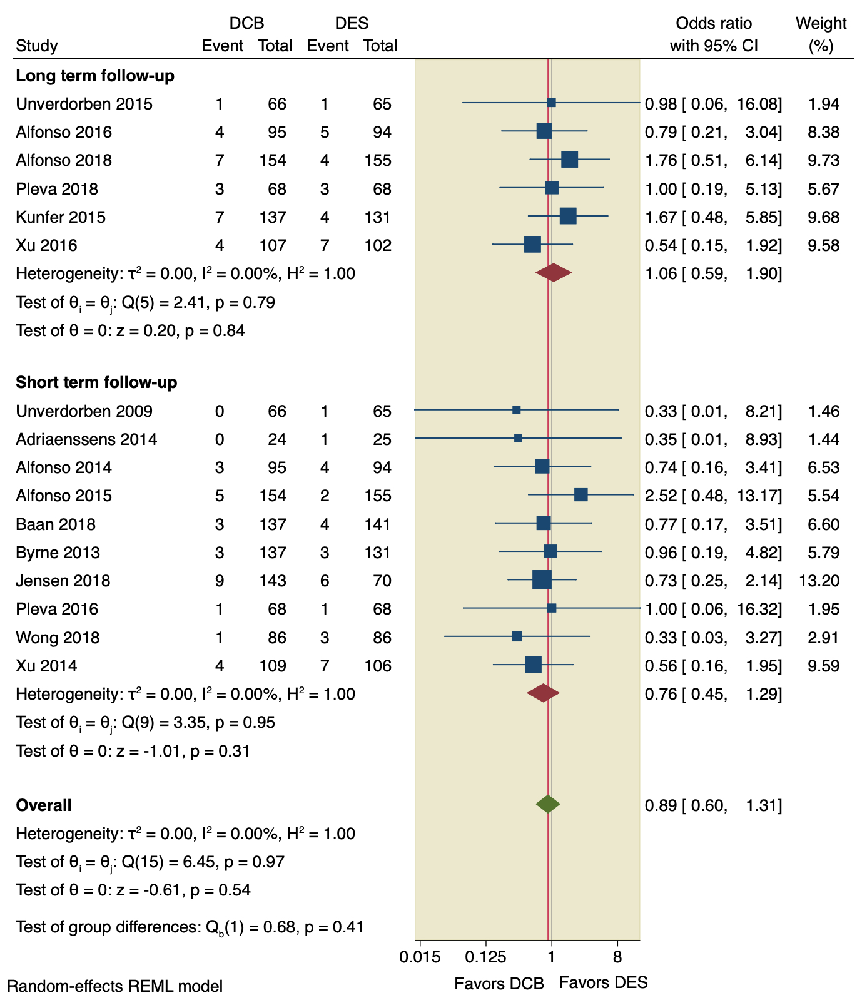 DCB DES Odds ratio Weight
Study Event Total Event Total with 95% CI (%)
Long term follow-up
Unverdorben 2015 1 66 1 65 0.98 [ 0.06, 16.08] 1.94
Alfonso 2016 4 95 5 94 0.79 [ 0.21, 3.04] 8.38
Alfonso 2018 7 154 4 155 1.76 [ 0.51, 6.14] 9.73
Pleva 2018 3 68 3 68 1.00 [ 0.19, 5.13] 5.67
Kunfer 2015 7 137 4 131 1.67 [ 0.48, 5.85] 9.68
Xu 2016 4 107 7 102 0.54 [ 0.15, 1.92] 9.58
Heterogeneity: τ² = 0.00, I² = 0.00%, H² = 1.00 1.06 [ 0.59, 1.90]
Test of θᵢ = θⱼ: Q(5) = 2.41, p = 0.79
Test of θ = 0: z = 0.20, p = 0.84
Short term follow-up
Unverdorben 2009 0 66 1 65 0.33 [ 0.01, 8.21] 1.46
Adriaenssens 2014 0 24 1 25 0.35 [ 0.01, 8.93] 1.44
Alfonso 2014 3 95 4 94 0.74 [ 0.16, 3.41] 6.53
Alfonso 2015 5 154 2 155 2.52 [ 0.48, 13.17] 5.54
Baan 2018 3 137 4 141 0.77 [ 0.17, 3.51] 6.60
Byrne 2013 3 137 3 131 0.96 [ 0.19, 4.82] 5.79
Jensen 2018 9 143 6 70 0.73 [ 0.25, 2.14] 13.20
Pleva 2016 1 68 1 68 1.00 [ 0.06, 16.32] 1.95
Wong 2018 1 86 3 86 0.33 [ 0.03, 3.27] 2.91
Xu 2014 4 109 7 106 0.56 [ 0.16, 1.95] 9.59
Heterogeneity: τ² = 0.00, I² = 0.00%, H² = 1.00 0.76 [ 0.45, 1.29]
Test of θᵢ = θⱼ: Q(9) = 3.35, p = 0.95
Test of θ = 0: z = -1.01, p = 0.31
Overall 0.89 [ 0.60, 1.31]
Heterogeneity: τ² = 0.00, I² = 0.00%, H² = 1.00
Test of θᵢ = θⱼ: Q(15) = 6.45, p = 0.97
Test of θ = 0: z = -0.61, p = 0.54
Test of group differences: Q_b(1) = 0.68, p = 0.41
0.015 0.125 1 8
Favors DCB Favors DES
Random-effects REML model